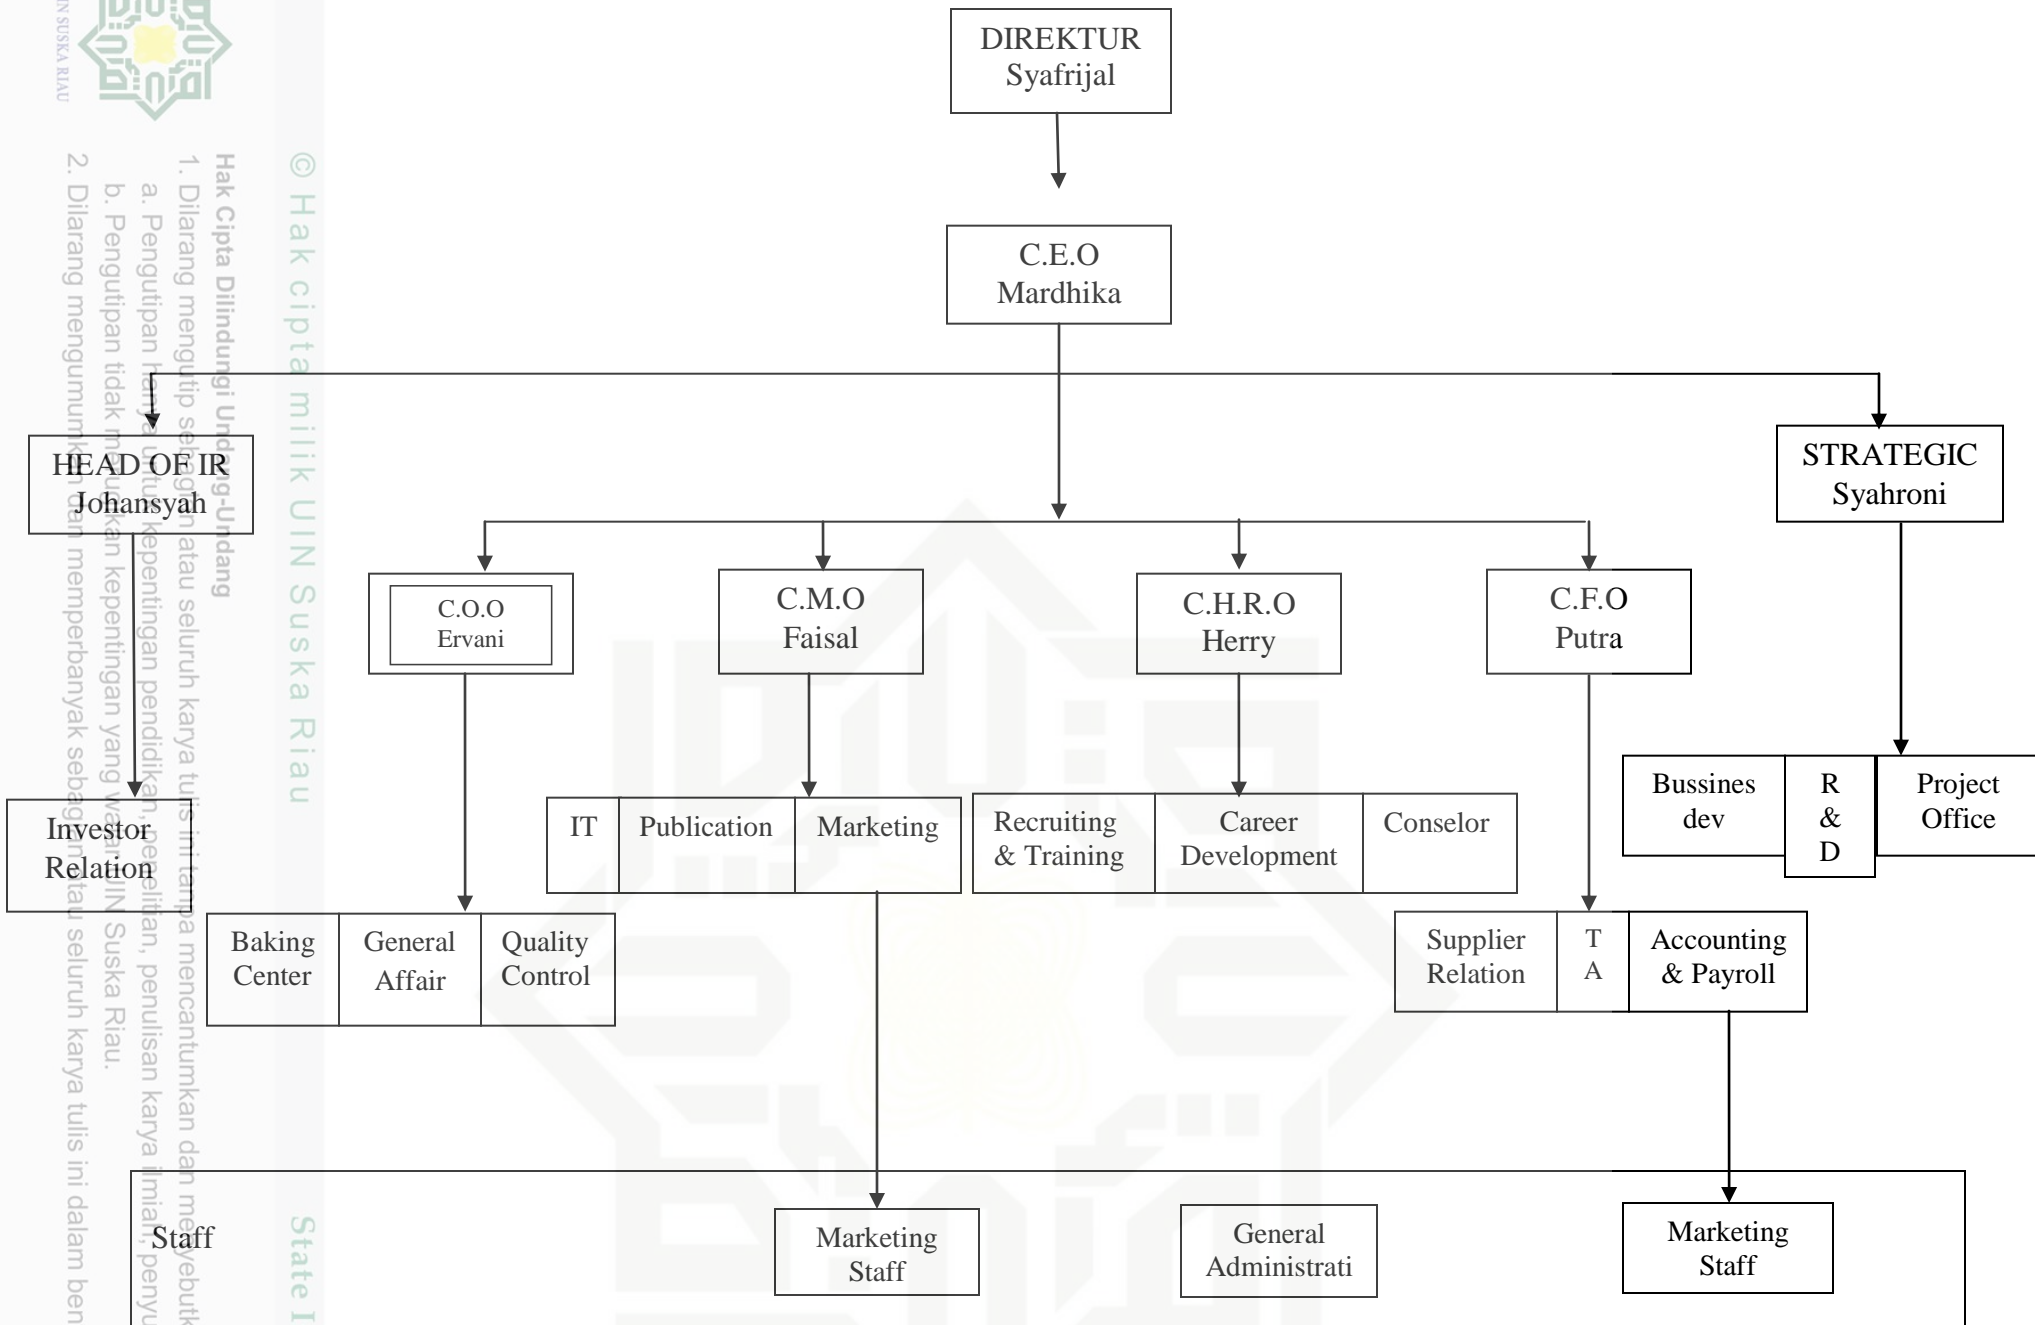 DIREKTUR
Syafrijal
C.E.O
Mardhika
HEAD OF IR
Johansyah
STRATEGIC
Syahroni
C.O.O
Ervani
C.M.O
Faisal
C.H.R.O
Herry
C.F.O
Putra
Investor
Relation
Bussines
dev
R
&
D
Project
Office
IT
Publication
Marketing
Recruiting
& Training
Career
Development
Conselor
Baking
Center
General
Affair
Quality
Control
Supplier
Relation
T
A
Accounting
& Payroll
Staff
Marketing
Staff
General
Administrati
Marketing
Staff
© Hak cipta milik UIN Suska Riau
State I
Hak Cipta Dilindungi Undang-Undang
1. Dilarang mengutip sebagian atau seluruh karya tulis ini tanpa mencantumkan dan menyebutk
a. Pengutipan hanya untuk kepentingan pendidikan, penelitian, penulisan karya ilmiah, penyu
b. Pengutipan tidak merugikan kepentingan yang wajar UIN Suska Riau.
2. Dilarang mengumumkan dan memperbanyak sebagian atau seluruh karya tulis ini dalam ben
IN SUSKA RIAU